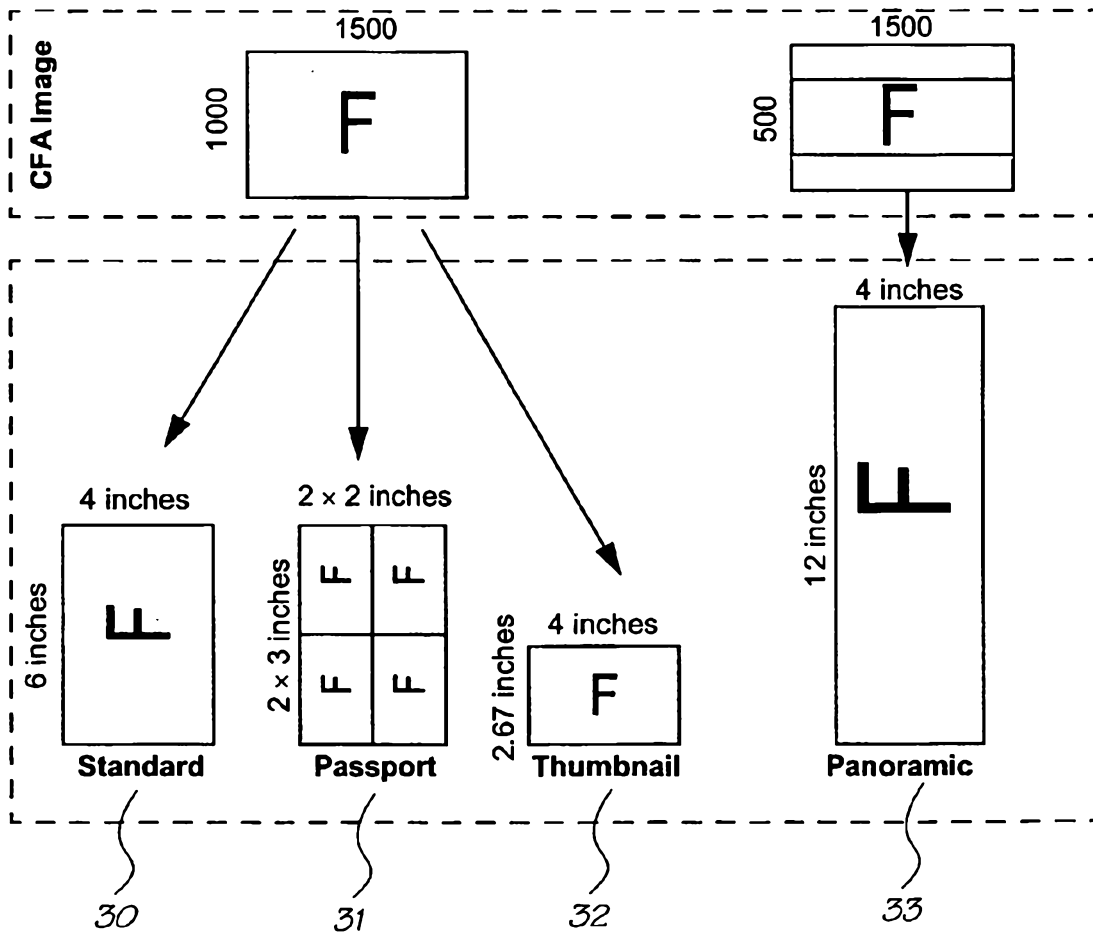 CFA Image
1500
1000
F
1500
500
F
4 inches
6 inches
F
Standard
2 × 2 inches
2 × 3 inches
F F
F F
Passport
4 inches
2.67 inches
F
Thumbnail
4 inches
12 inches
F
Panoramic
30
31
32
33